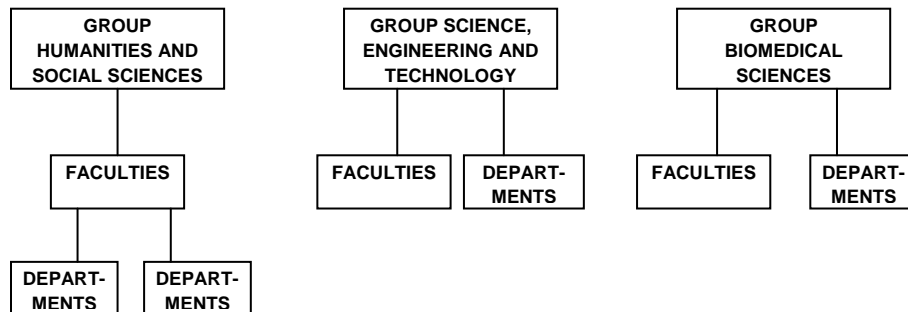 GROUP
HUMANITIES AND
SOCIAL SCIENCES
GROUP SCIENCE,
ENGINEERING AND
TECHNOLOGY
GROUP
BIOMEDICAL
SCIENCES
FACULTIES
FACULTIES
DEPART-
MENTS
FACULTIES
DEPART-
MENTS
DEPART-
MENTS
DEPART-
MENTS